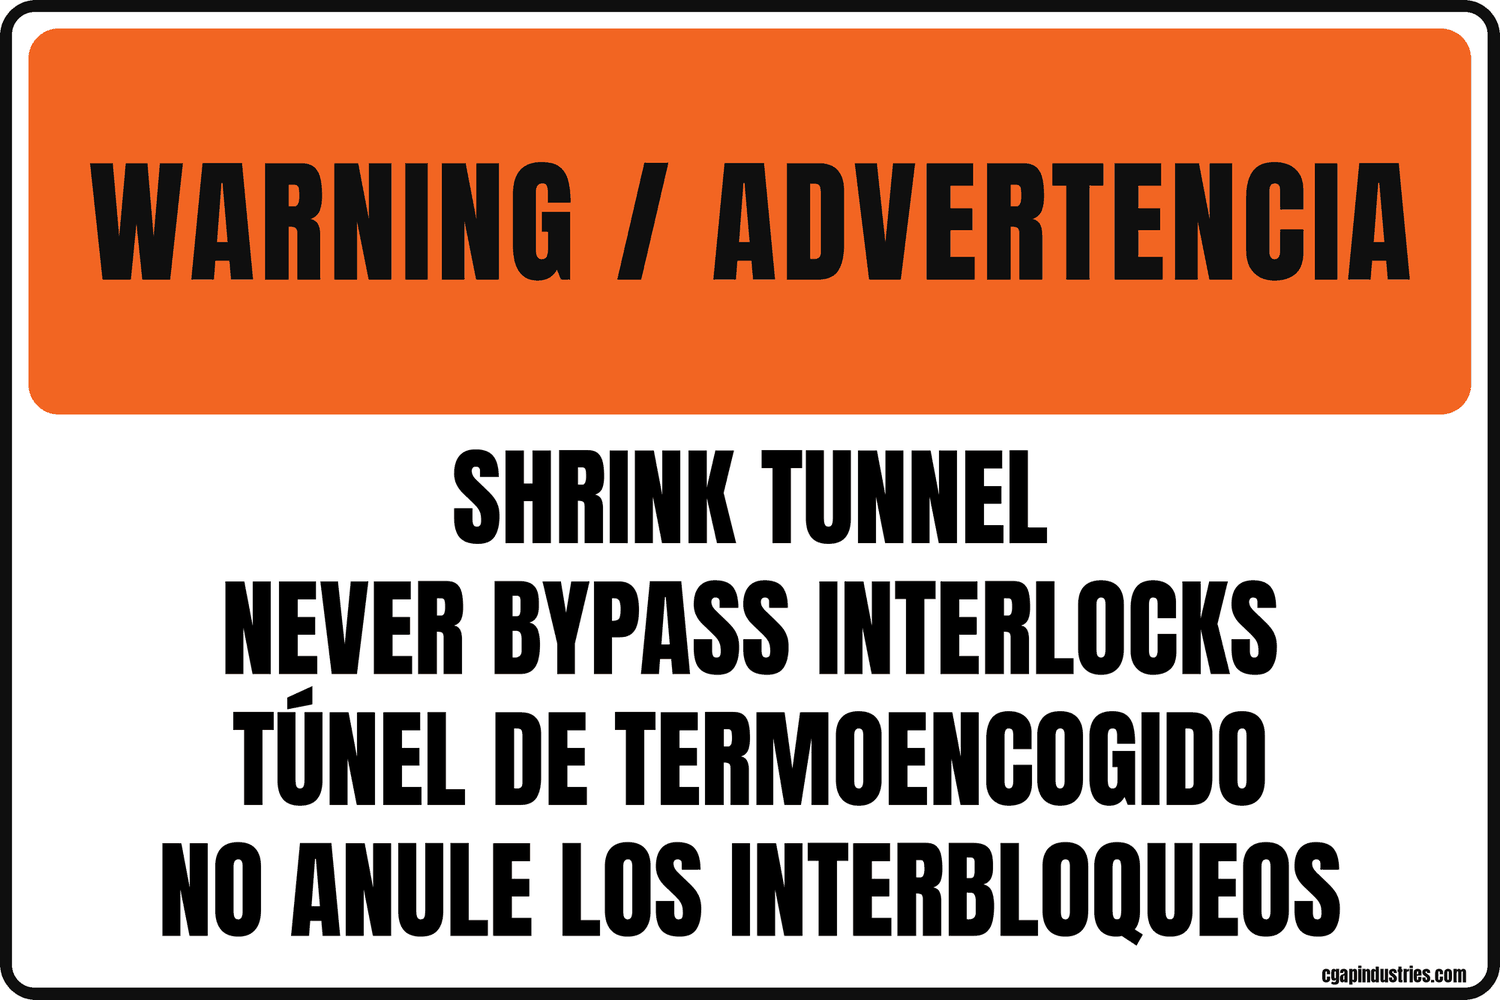 WARNING / ADVERTENCIA
SHRINK TUNNEL
NEVER BYPASS INTERLOCKS
TÚNEL DE TERMOENCOGIDO
NO ANULE LOS INTERBLOQUEOS
cgapindustries.com